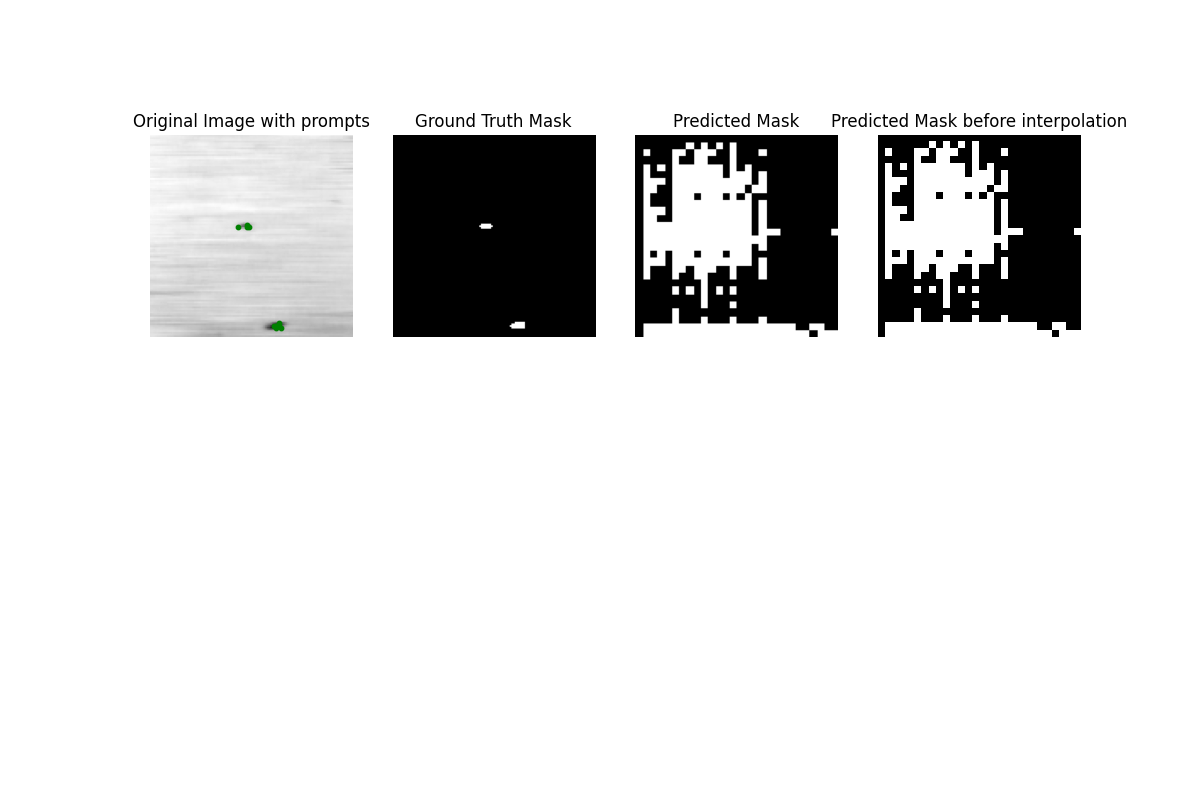 Original Image with prompts
Ground Truth Mask
Predicted Mask
Predicted Mask before interpolation